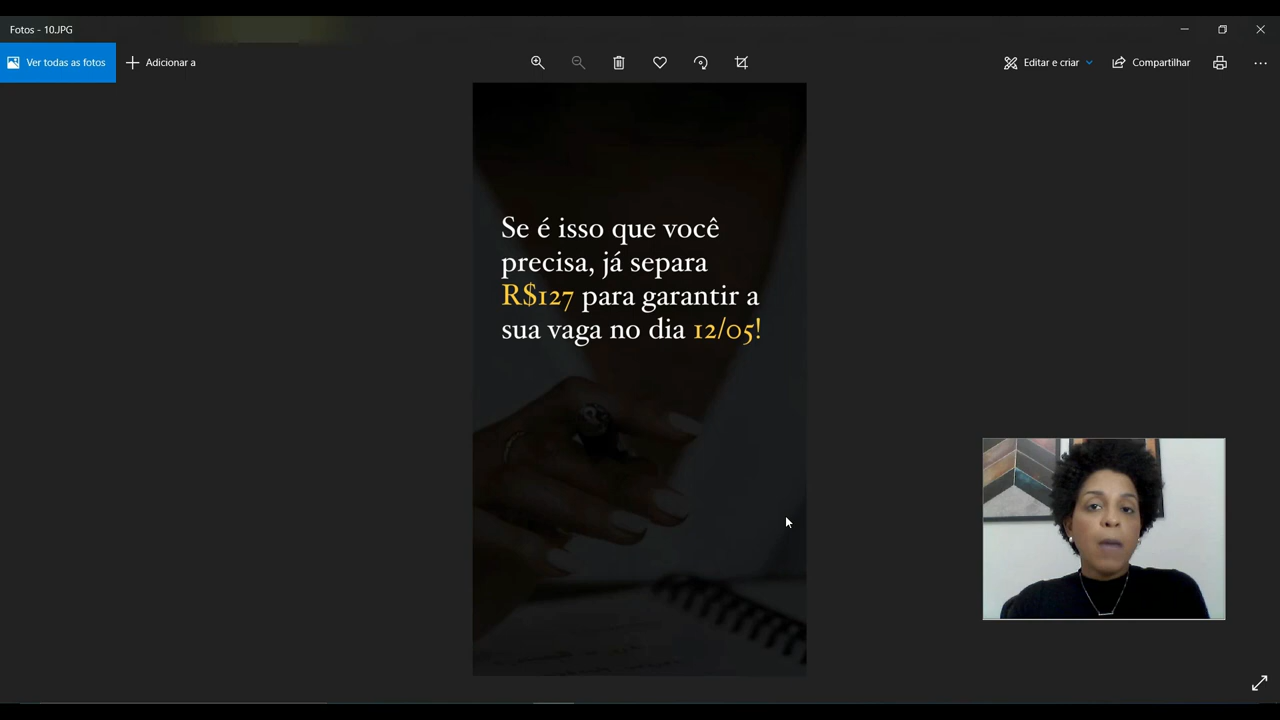 Fotos - 10.JPG
Ver todas as fotos
Adicionar a
Editar e criar
Compartilhar
Se é isso que você
precisa, já separa
R$127 para garantir a
sua vaga no dia 12/05!